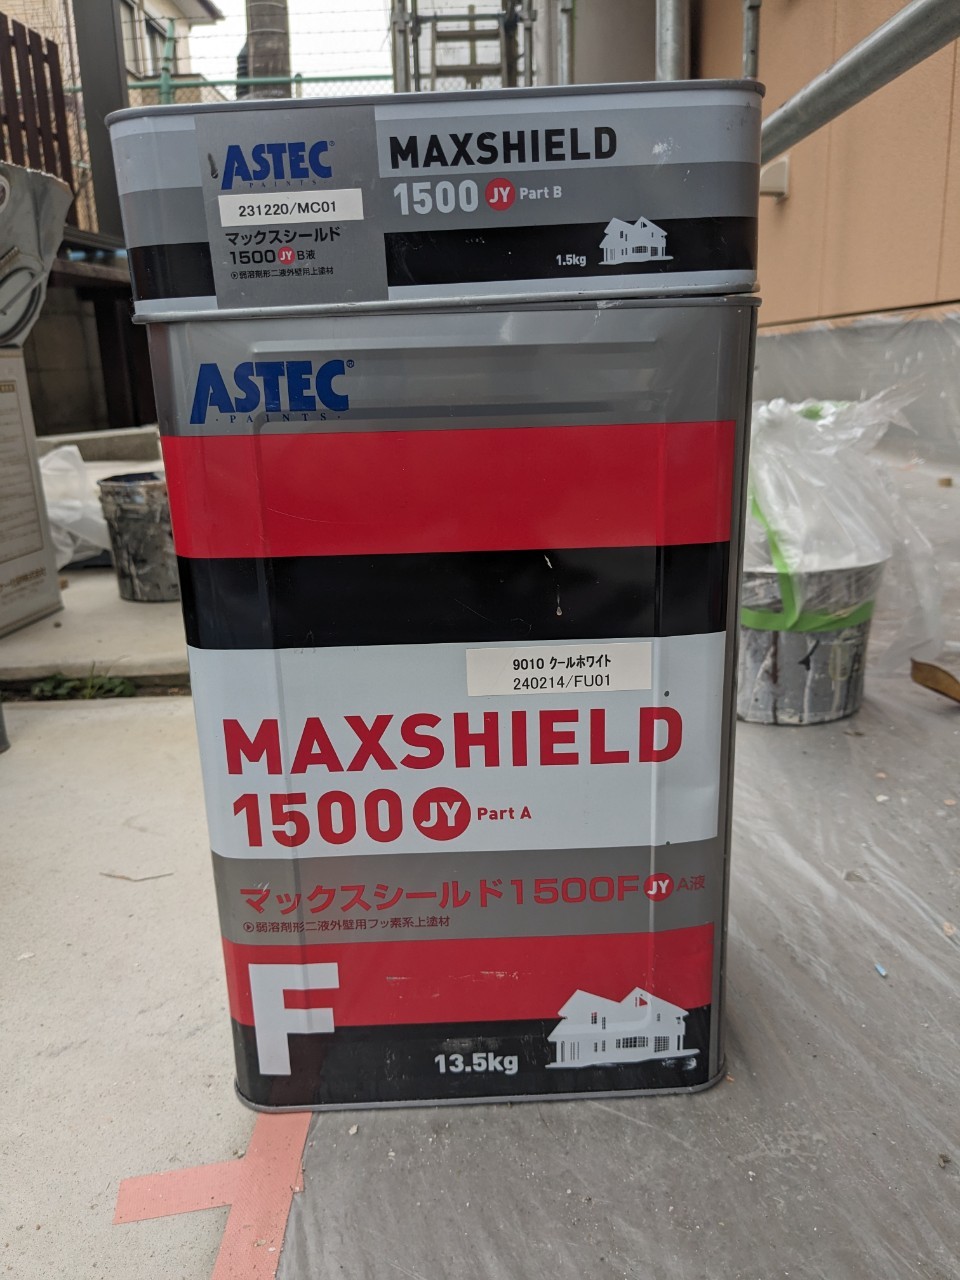 ASTEC
PAINTS
231220/MC01
マックスシールド
1500 JY B液
弱溶剤形二液外壁用上塗材
MAXSHIELD
1500 JY Part B
1.5kg
ASTEC®
・PAINTS・
9010 クールホワイト
240214/FU01
MAXSHIELD
1500 JY Part A
マックスシールド1500F JY A液
弱溶剤形二液外壁用フッ素系上塗材
F
13.5kg